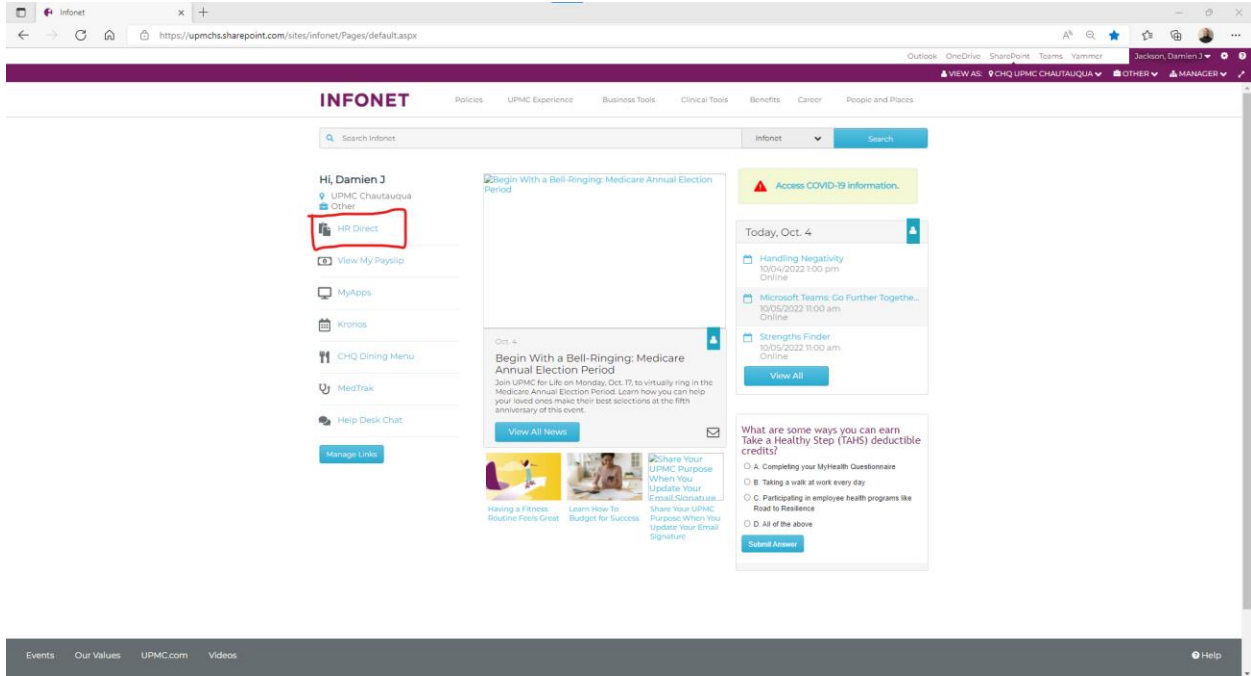 Infonet
https://upmchs.sharepoint.com/sites/infonet/Pages/default.aspx
Outlook OneDrive SharePoint Teams Yammer Jackson, Damien J
VIEW AS: CHQ UPMC CHAUTAUQUA OTHER MANAGER
INFONET Policies UPMC Experience Business Tools Clinical Tools Benefits Career People and Places
Search Infonet Infonet Search
Hi, Damien J
UPMC Chautauqua
Other
HR Direct
View My Payslip
MyApps
Kronos
CHQ Dining Menu
MedTrak
Help Desk Chat
Manage Links
Begin With a Bell-Ringing: Medicare Annual Election
Period
Oct. 4
Begin With a Bell-Ringing: Medicare
Annual Election Period
Join UPMC for Life on Monday, Oct. 17, to virtually ring in the
Medicare Annual Election Period. Learn how you can help
your loved ones make their best selections at the fifth
anniversary of this event.
View All News
Having a Fitness
Routine Feels Great
Learn How To
Budget for Success
Share Your
UPMC Purpose
When You
Update Your
Email Signature
Share Your UPMC
Purpose When You
Update Your Email
Signature
Access COVID-19 information.
Today, Oct. 4
Handling Negativity
10/04/2022 1:00 pm
Online
Microsoft Teams: Go Further Togethe...
10/05/2022 11:00 am
Online
Strengths Finder
10/05/2022 11:00 am
Online
View All
What are some ways you can earn
Take a Healthy Step (TAHS) deductible
credits?
A. Completing your MyHealth Questionnaire
B. Taking a walk at work every day
C. Participating in employee health programs like
Road to Resilience
D. All of the above
Submit Answer
Events Our Values UPMC.com Videos Help